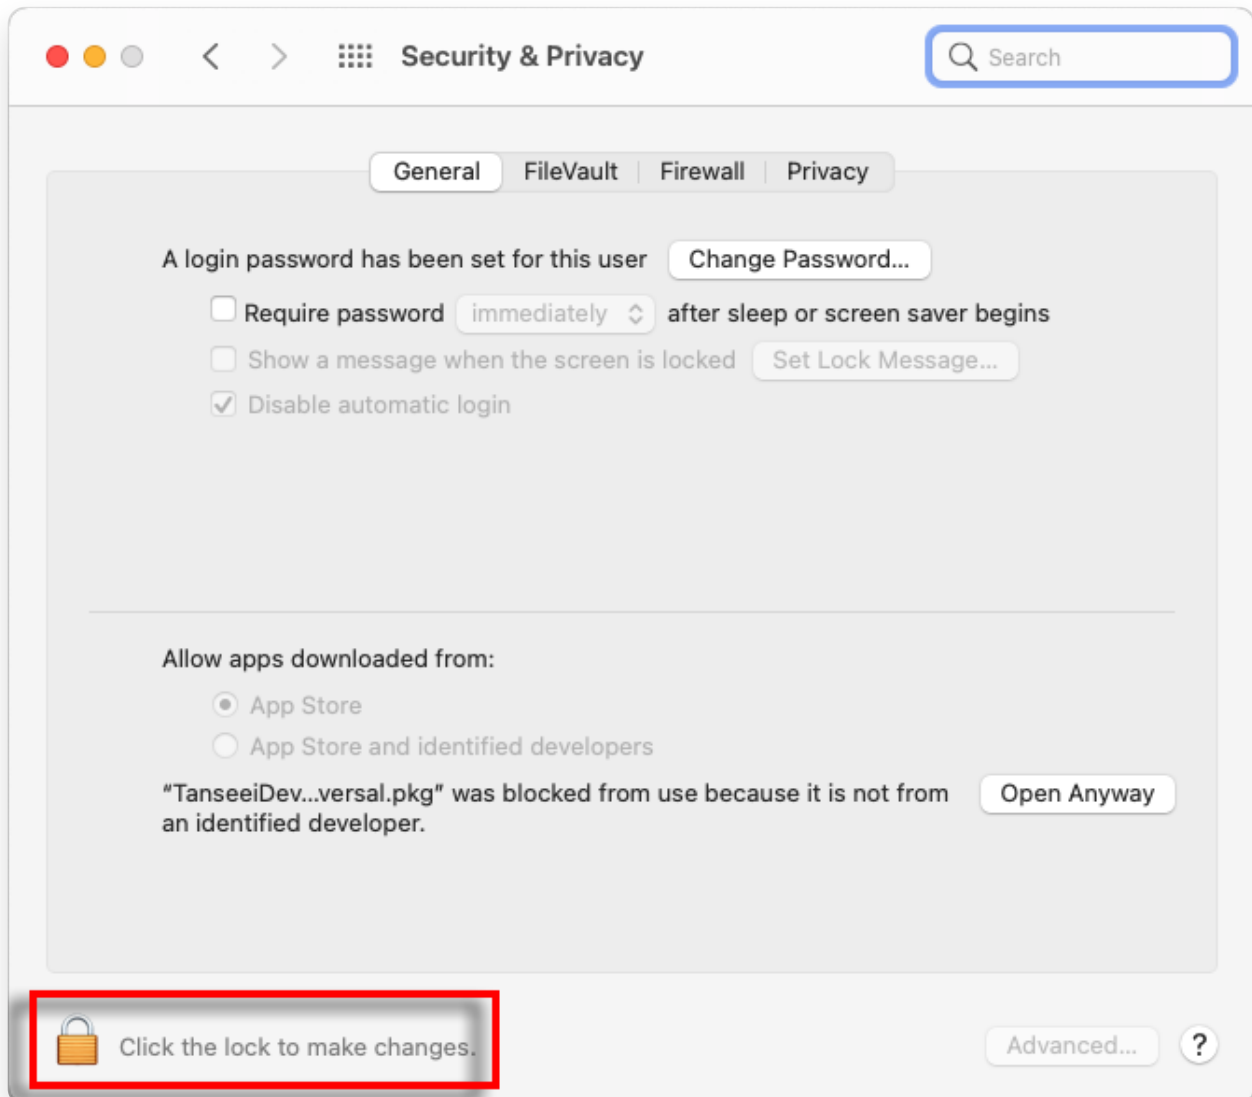 Security & Privacy
Search
General FileVault Firewall Privacy
A login password has been set for this user Change Password...
Require password immediately after sleep or screen saver begins
Show a message when the screen is locked Set Lock Message...
Disable automatic login
Allow apps downloaded from:
App Store
App Store and identified developers
“TanseeiDev...versal.pkg” was blocked from use because it is not from Open Anyway
an identified developer.
Click the lock to make changes.
Advanced... ?